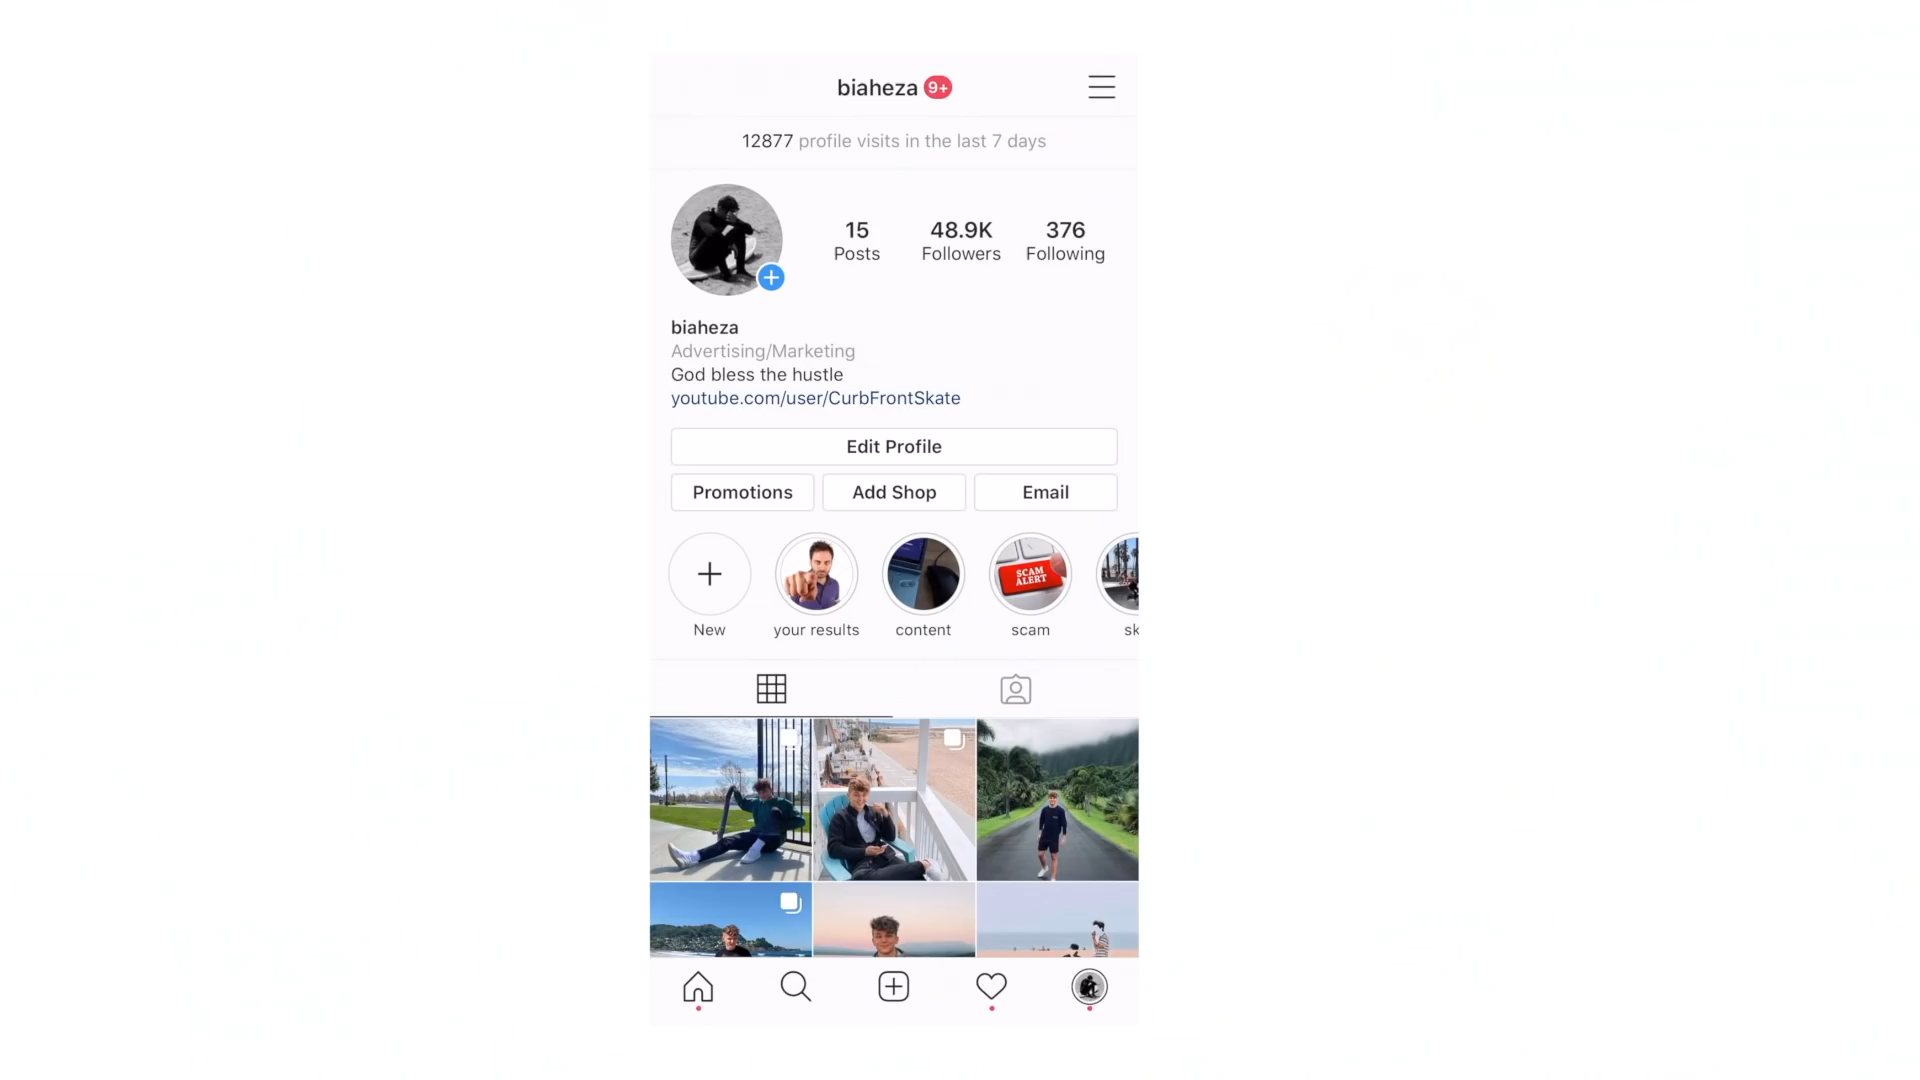 biaheza 9+
12877 profile visits in the last 7 days
15 48.9K 376
Posts Followers Following
biaheza
Advertising/Marketing
God bless the hustle
youtube.com/user/CurbFrontSkate
Edit Profile
Promotions Add Shop Email
SCAM
ALERT
New your results content scam sk